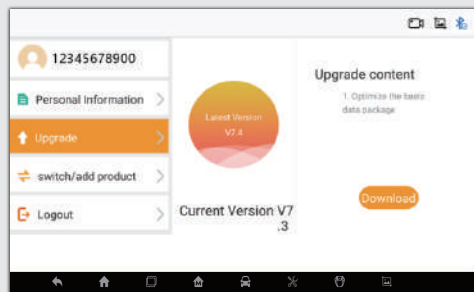 12345678900
Personal Information
Upgrade
switch/add product
Logout
Latest Version
V7.4
Current Version V7
.3
Upgrade content
1. Optimize the basic
data package
Download